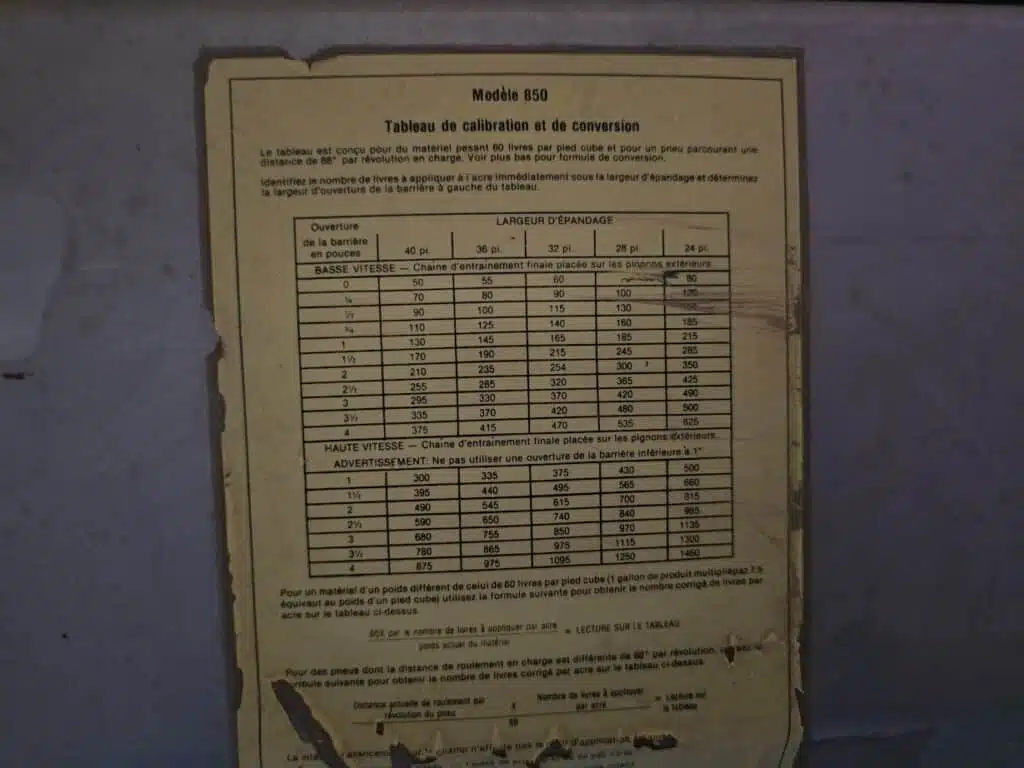 Modèle 850
Tableau de calibration et de conversion
Le tableau est conçu pour du matériel pesant 60 livres par pied cube et pour un pneu parcourant une
distance de 88" par révolution en charge. Voir plus bas pour formule de conversion.
Identifiez le nombre de livres à appliquer à l'acre immédiatement sous la largeur d'épandage et déterminez
la largeur d'ouverture de la barrière à gauche du tableau.
Ouverture de la barrière en pouces LARGEUR D'ÉPANDAGE
40 pi. 36 pi. 32 pi. 28 pi. 24 pi.
BASSE VITESSE — Chaîne d'entrainement finale placée sur les pignons extérieurs
0 50 55 60 80
¼ 70 80 90 100 120
½ 90 100 115 130
¾ 110 125 140 160 185
1 130 145 165 185 215
1½ 170 190 215 245 285
2 210 235 254 300 350
2½ 255 285 320 365 425
3 295 330 370 420 490
3½ 335 370 420 480 500
4 375 415 470 535 625
HAUTE VITESSE — Chaîne d'entrainement finale placée sur les pignons extérieurs.
ADVERTISSEMENT: Ne pas utiliser une ouverture de la barrière inférieure à 1"
1 300 335 375 430 500
1½ 395 440 495 565 660
2 490 545 615 700 815
2½ 590 650 740 840 985
3 680 755 850 970 1135
3½ 780 865 975 1115 1300
4 875 975 1095 1250 1460
Pour un matériel d'un poids différent de celui de 60 livres par pied cube (1 gallon de produit multipliépaz 7.5
équivaut au poids d'un pied cube) utilisez la formule suivante pour obtenir le nombre corrigé de livres par
acre sur le tableau ci-dessus.
60X par le nombre de livres à appliquer par acre = LECTURE SUR LE TABLEAU
poids actuel du matériel
Pour des pneus dont la distance de roulement en charge est différente de 88" par révolution,
formule suivante pour obtenir le nombre de livres corrigé par acre sur le tableau ci-dessus
Distance actuelle de roulement par révolution du pneu X Nombre de livres à appliquer par acre = Lecture sur le tableau
88
champ n'affecte pas le d'application